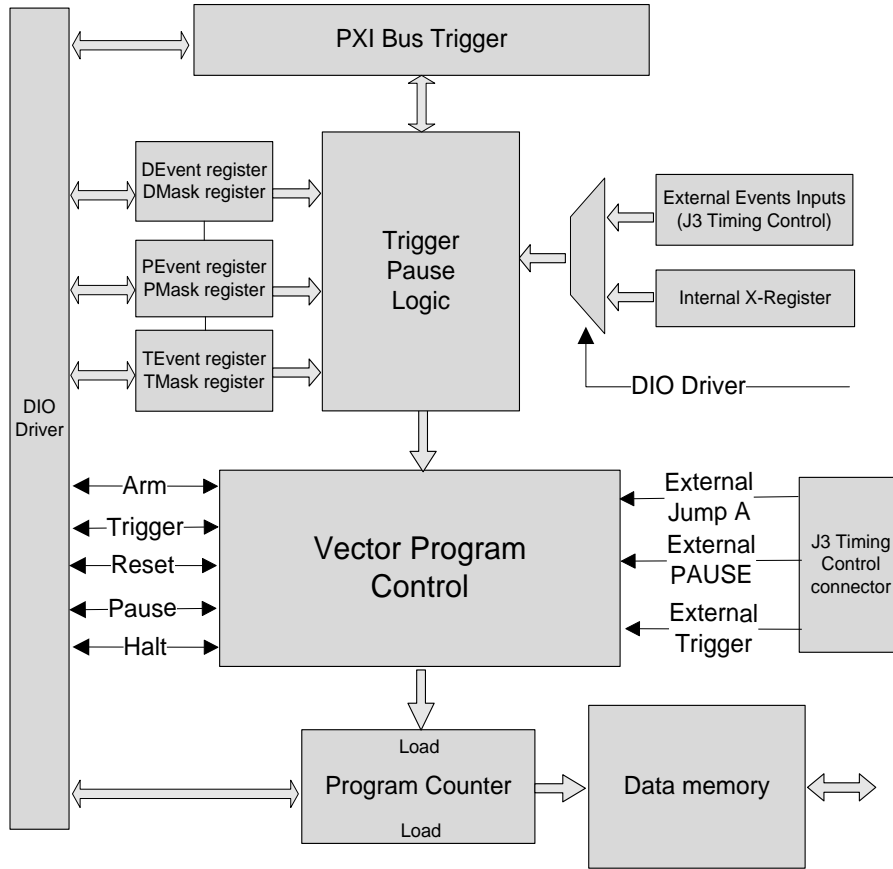 PXI Bus Trigger
DEvent register
DMask register
PEvent register
PMask register
TEvent register
TMask register
Trigger
Pause
Logic
External Events Inputs
(J3 Timing Control)
Internal X-Register
DIO Driver
DIO
Driver
Arm
Trigger
Reset
Pause
Halt
Vector Program
Control
External
Jump A
External
PAUSE
External
Trigger
J3 Timing
Control
connector
Load
Program Counter
Load
Data memory